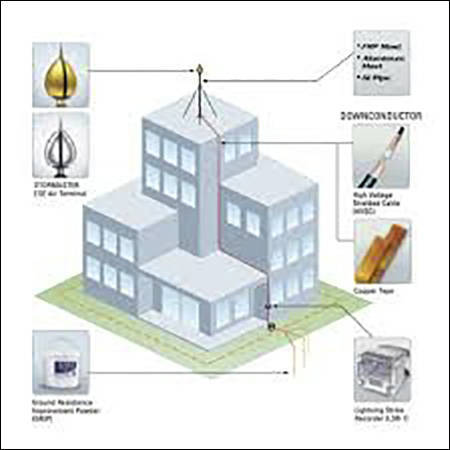 • FRP Mast
• Aluminum
Mast
• GI Pipe
DOWNCONDUCTOR
STORMASTER
ESE Air Terminal
High Voltage
Shielded Cable
(HVSC)
Copper Tape
Ground Resistance
Improvement Powder
(GRIP)
Lightning Strike
Recorder (LSR-1)